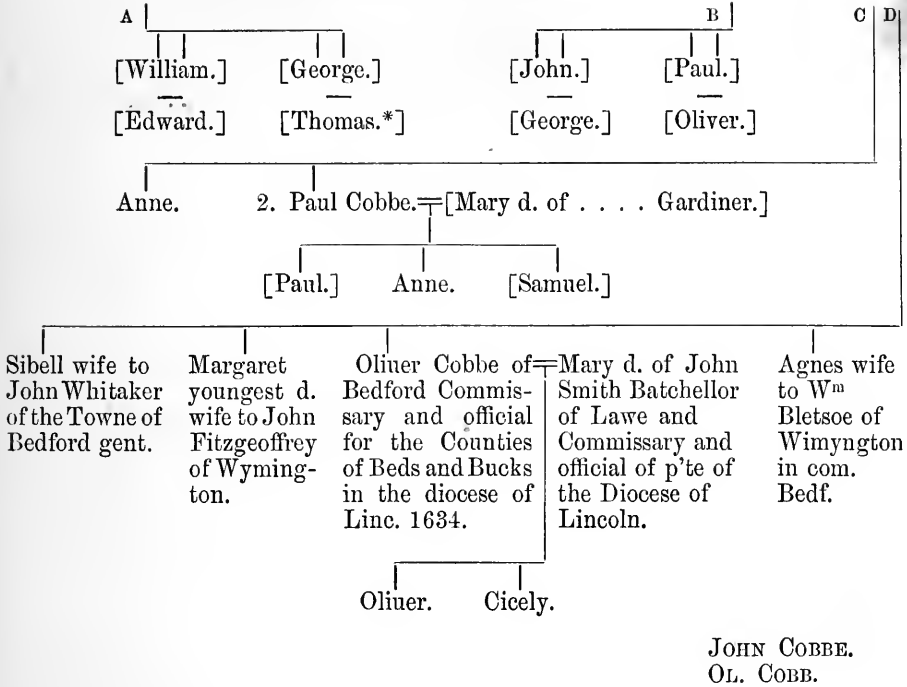 A B C D
[William.] [George.] [John.] [Paul.]
[Edward.] [Thomas.*] [George.] [Oliver.]
Anne. 2. Paul Cobbe.=[Mary d. of . . . . Gardiner.]
[Paul.] Anne. [Samuel.]
Sibell wife to
John Whitaker
of the Towne of
Bedford gent.
Margaret
youngest d.
wife to John
Fitzgeoffrey
of Wyming-
ton.
Oliuer Cobbe of=
Bedford Commis-
sary and official
for the Counties
of Beds and Bucks
in the diocese of
Linc. 1634.
Mary d. of John
Smith Batchellor
of Lawe and
Commissary and
official of p'te of
the Diocese of
Lincoln.
Agnes wife
to Wm
Bletsoe of
Wimyngton
in com.
Bedf.
Oliuer. Cicely.
JOHN COBBE.
OL. COBB.